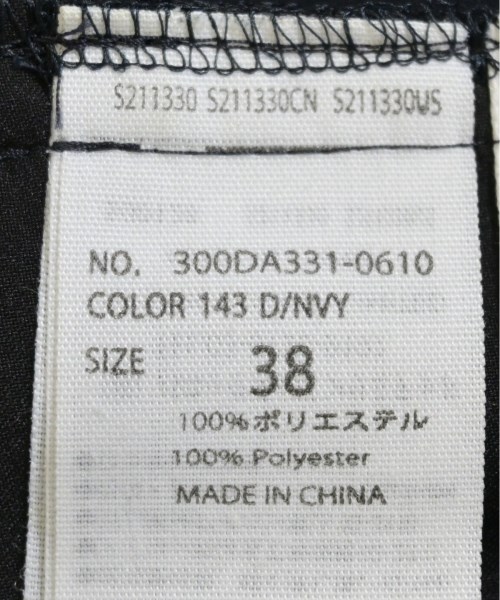 S211330 S211330CN S211330WS
NO. 300DA331-0610
COLOR 143 D/NVY
SIZE 38
100%ポリエステル
100% Polyester
MADE IN CHINA